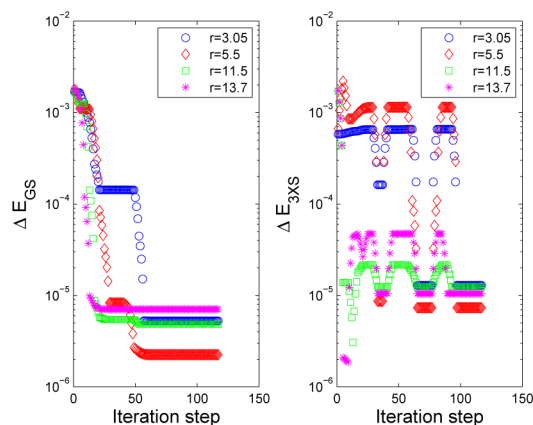 10⁻²
10⁻³
10⁻⁴
10⁻⁵
10⁻⁶
0
50
100
150
Iteration step
Δ E_GS
r=3.05
r=5.5
r=11.5
r=13.7
10⁻²
10⁻³
10⁻⁴
10⁻⁵
10⁻⁶
0
50
100
150
Iteration step
Δ E_3XS
r=3.05
r=5.5
r=11.5
r=13.7